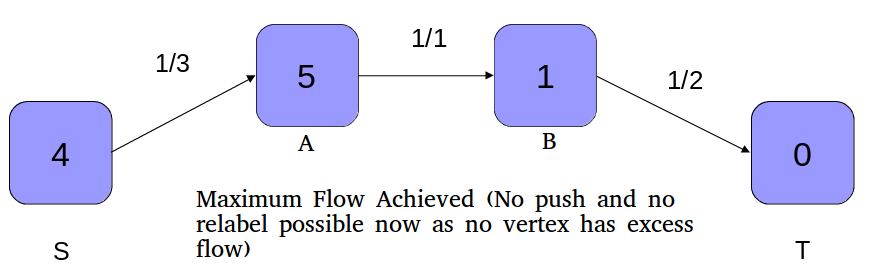 1/3
5
1/1
1
1/2
4
0
A
B
Maximum Flow Achieved (No push and no
relabel possible now as no vertex has excess
flow)
S
T